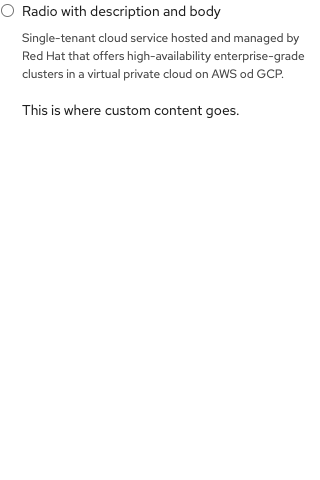 Radio with description and body
Single-tenant cloud service hosted and managed by
Red Hat that offers high-availability enterprise-grade
clusters in a virtual private cloud on AWS od GCP.
This is where custom content goes.